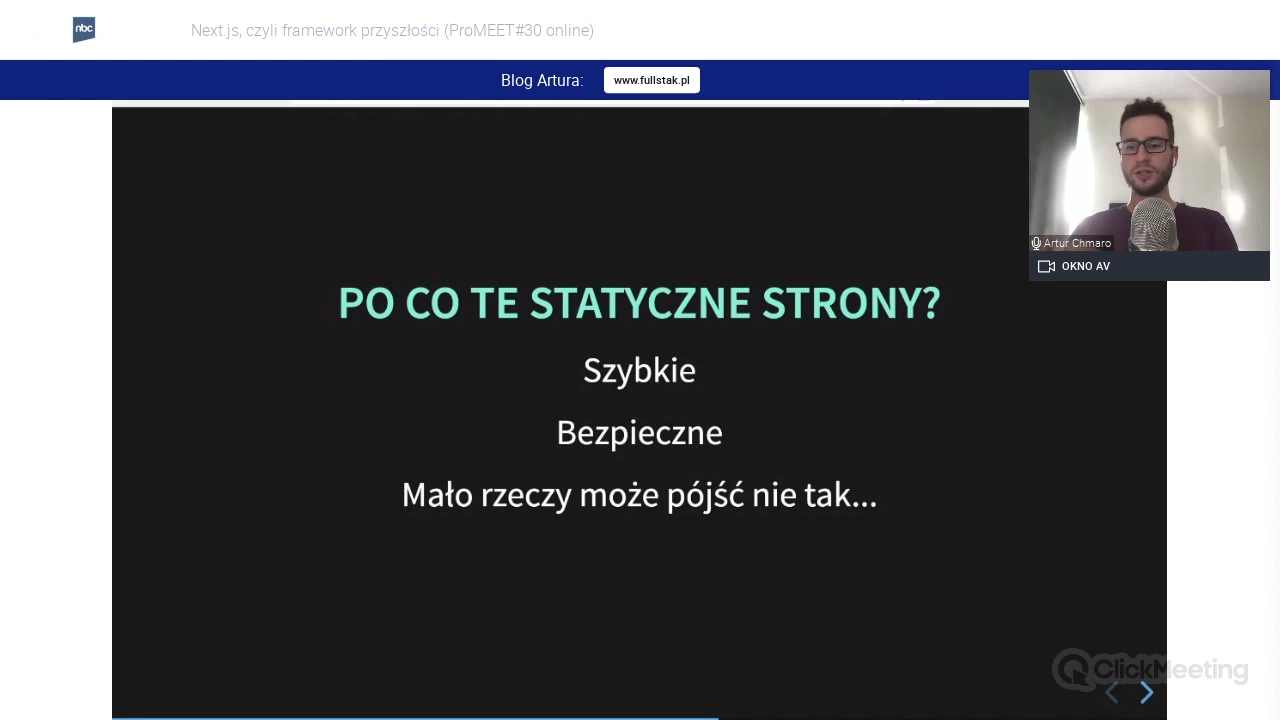 nbc
Next.js, czyli framework przyszłości (ProMEET#30 online)
Blog Artura:
www.fullstak.pl
Artur Chmaro
OKNO AV
PO CO TE STATYCZNE STRONY?
Szybkie
Bezpieczne
Mało rzeczy może pójść nie tak...
ClickMeeting